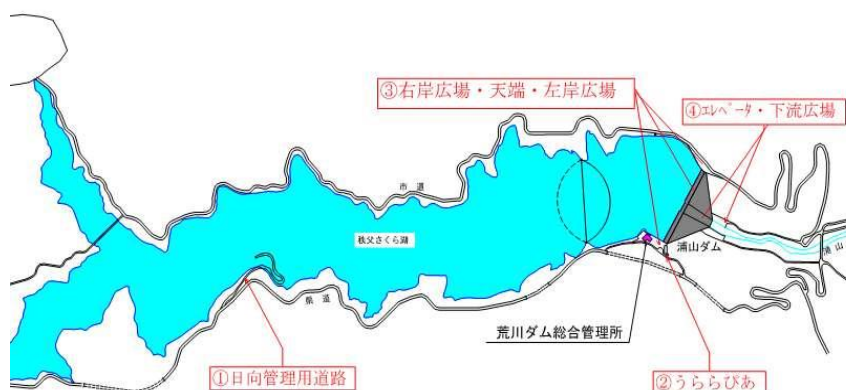 ③右岸広場・天端・左岸広場
④エレベータ・下流広場
市道
秩父さくら湖
浦山ダム
浦山
県道
荒川ダム総合管理所
①日向管理用道路
②うららぴあ